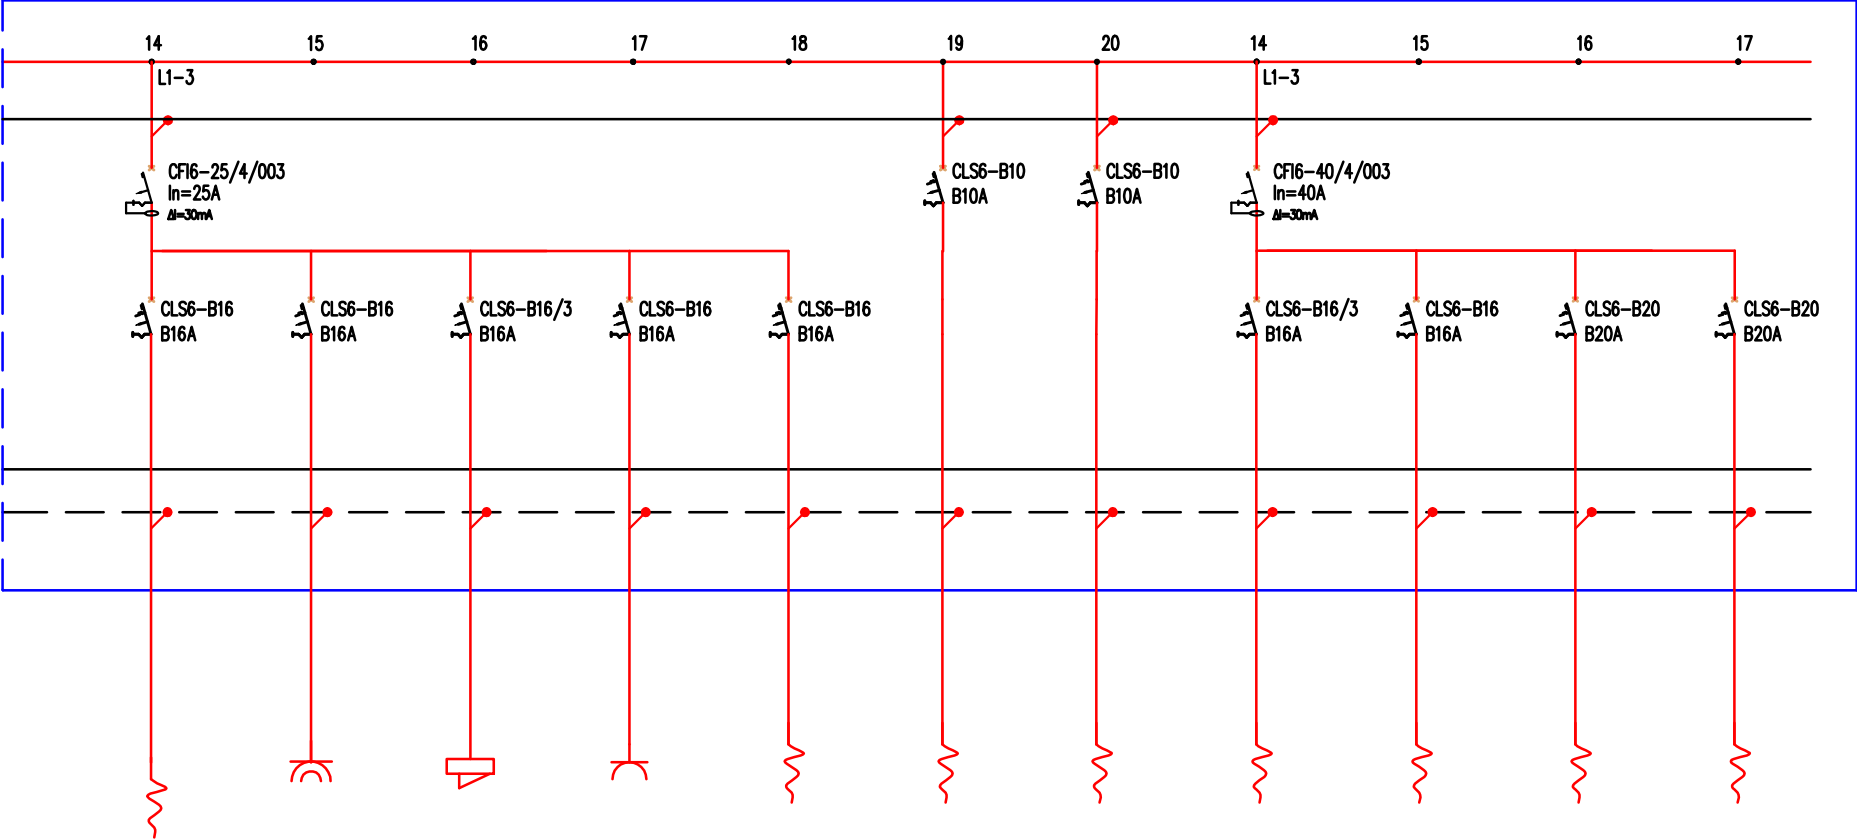 14 15 16 17 18 19 20 14 15 16 17
L1-3 L1-3
CFI6-25/4/003
In=25A
ΔI=30mA
CLS6-B10
B10A
CLS6-B10
B10A
CFI6-40/4/003
In=40A
ΔI=30mA
CLS6-B16
B16A
CLS6-B16
B16A
CLS6-B16/3
B16A
CLS6-B16
B16A
CLS6-B16
B16A
CLS6-B16/3
B16A
CLS6-B16
B16A
CLS6-B20
B20A
CLS6-B20
B20A